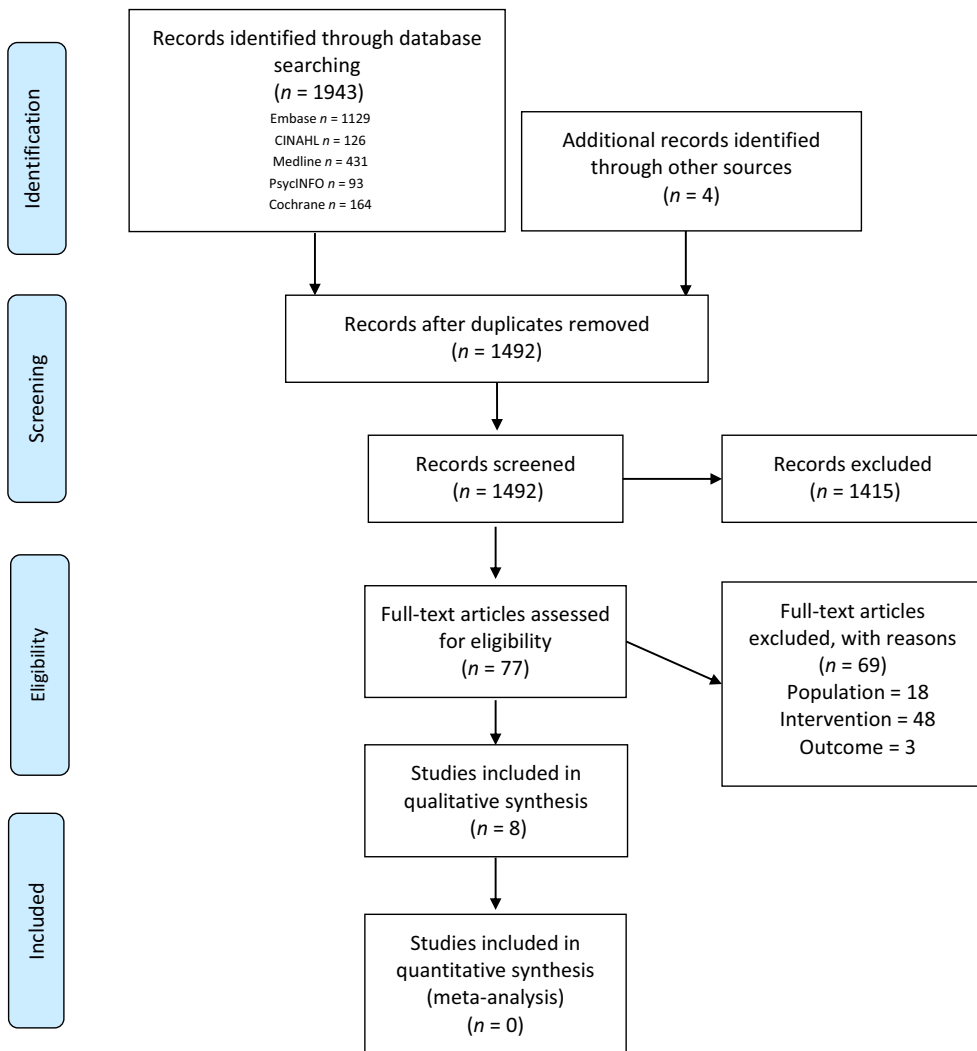 Identification
Records identified through database
searching
(n = 1943)
Embase n = 1129
CINAHL n = 126
Medline n = 431
PsycINFO n = 93
Cochrane n = 164
Additional records identified
through other sources
(n = 4)
Screening
Records after duplicates removed
(n = 1492)
Records screened
(n = 1492)
Records excluded
(n = 1415)
Eligibility
Full-text articles assessed
for eligibility
(n = 77)
Full-text articles
excluded, with reasons
(n = 69)
Population = 18
Intervention = 48
Outcome = 3
Studies included in
qualitative synthesis
(n = 8)
Included
Studies included in
quantitative synthesis
(meta-analysis)
(n = 0)